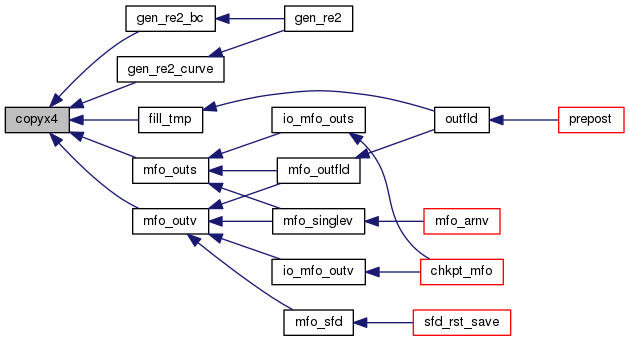 gen_re2_bc
gen_re2
gen_re2_curve
copyx4
fill_tmp
io_mfo_outs
outfld
prepost
mfo_outs
mfo_outfld
mfo_outv
mfo_singlev
mfo_arnv
io_mfo_outv
chkpt_mfo
mfo_sfd
sfd_rst_save